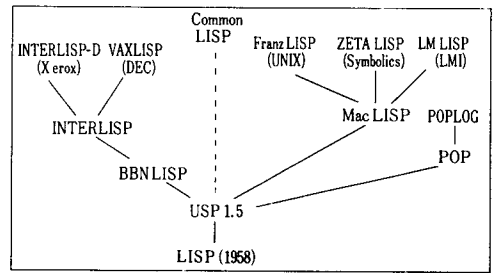 Common
LISP
INTERLISP-D VAXLISP
(Xerox) (DEC)
Franz LISP
(UNIX)
ZETA LISP
(Symbolics)
LM LISP
(LMI)
INTERLISP
Mac LISP
POPLOG
BBN LISP
POP
USP 1.5
LISP (1958)